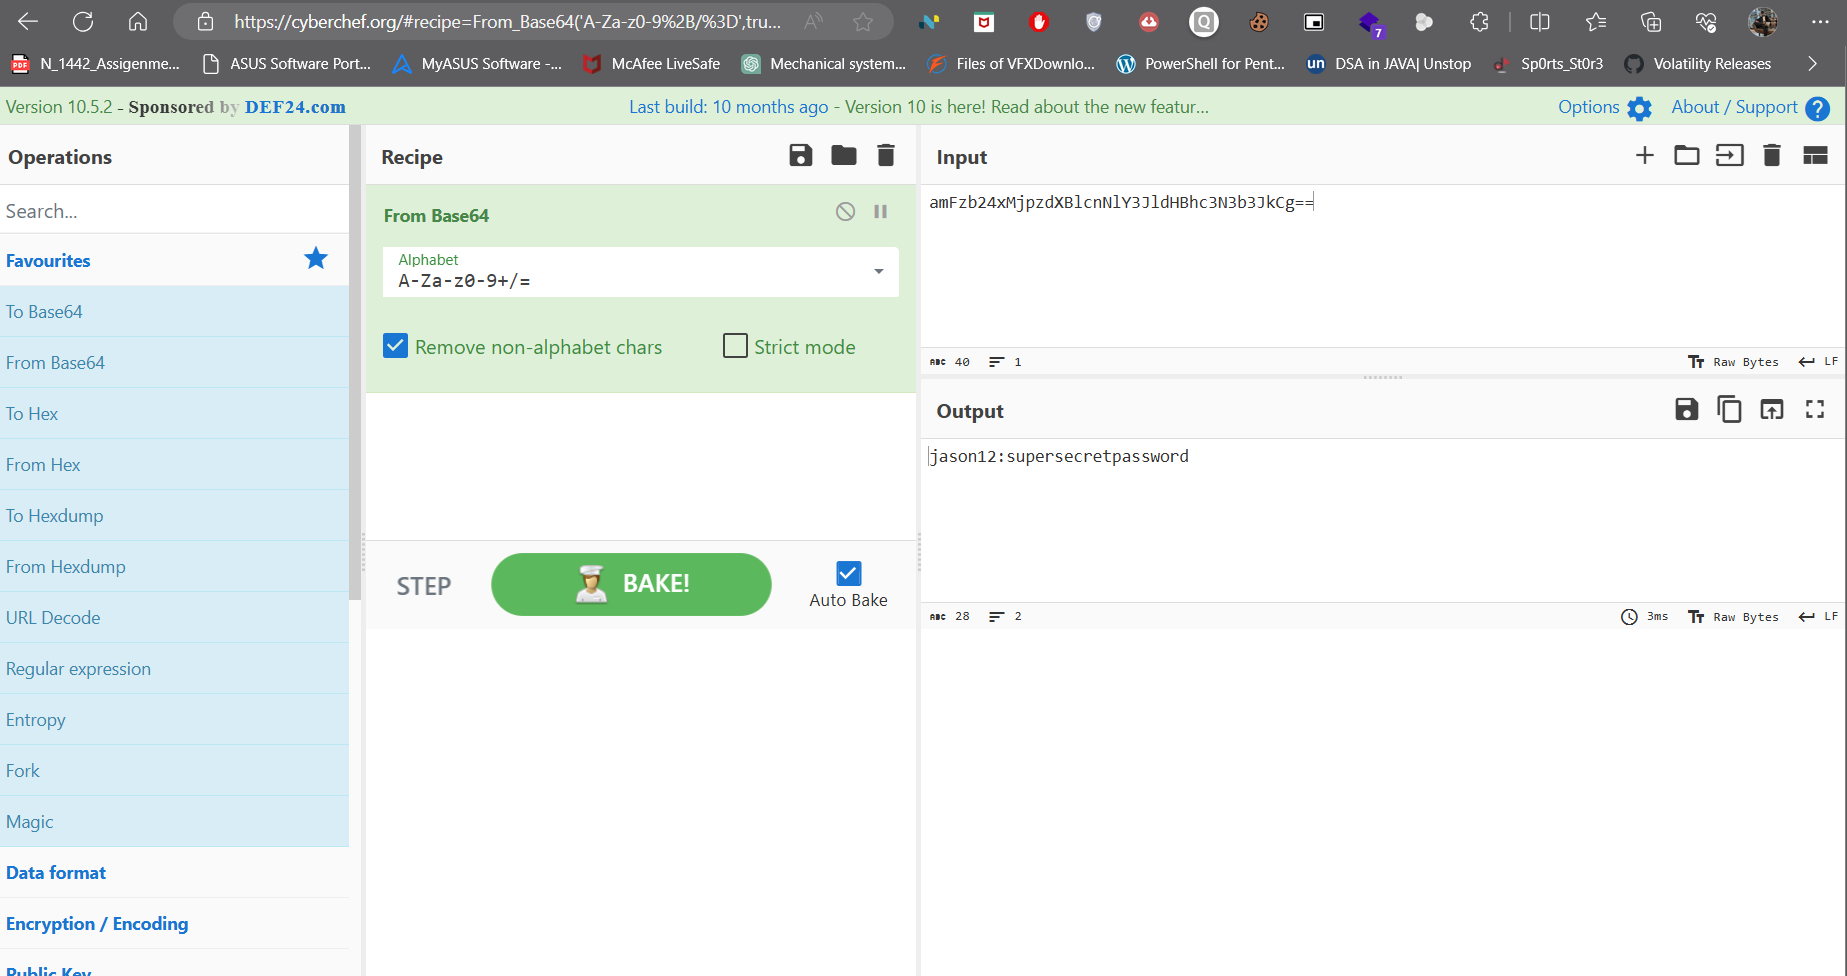 https://cyberchef.org/#recipe=From_Base64('A-Za-z0-9%2B/%3D',tru...
7
N_1442_Assigenme... ASUS Software Port... MyASUS Software -... McAfee LiveSafe Mechanical system... Files of VFXDownlo... PowerShell for Pent... DSA in JAVA| Unstop Sp0rts_St0r3 Volatility Releases
Version 10.5.2 - Sponsored by DEF24.com
Last build: 10 months ago - Version 10 is here! Read about the new featur...
Options
About / Support
Operations
Search...
Favourites
To Base64
From Base64
To Hex
From Hex
To Hexdump
From Hexdump
URL Decode
Regular expression
Entropy
Fork
Magic
Data format
Encryption / Encoding
Public Key
Recipe
From Base64
Alphabet
A-Za-z0-9+/=
Remove non-alphabet chars
Strict mode
STEP
BAKE!
Auto Bake
Input
amFzb24xMjpzdXBlcnNlY3JldHBhc3N3b3JkCg==
ABC 40 1
Tт Raw Bytes LF
Output
jason12:supersecretpassword
ABC 28 2
3ms Tт Raw Bytes LF